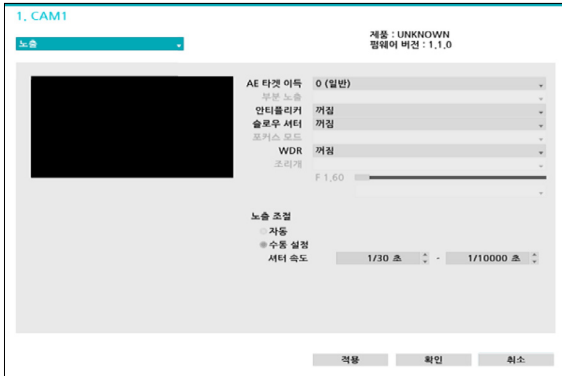 1. CAM1
제품 : UNKNOWN
펌웨어 버전 : 1.1.0
노출
AE 타겟 이득 0 (일반)
부분 노출
안티플리커 꺼짐
슬로우 셔터 꺼짐
포커스 모드
WDR 꺼짐
조리개
F 1.60
노출 조절
자동
수동 설정
셔터 속도 1/30 초 - 1/10000 초
적용 확인 취소